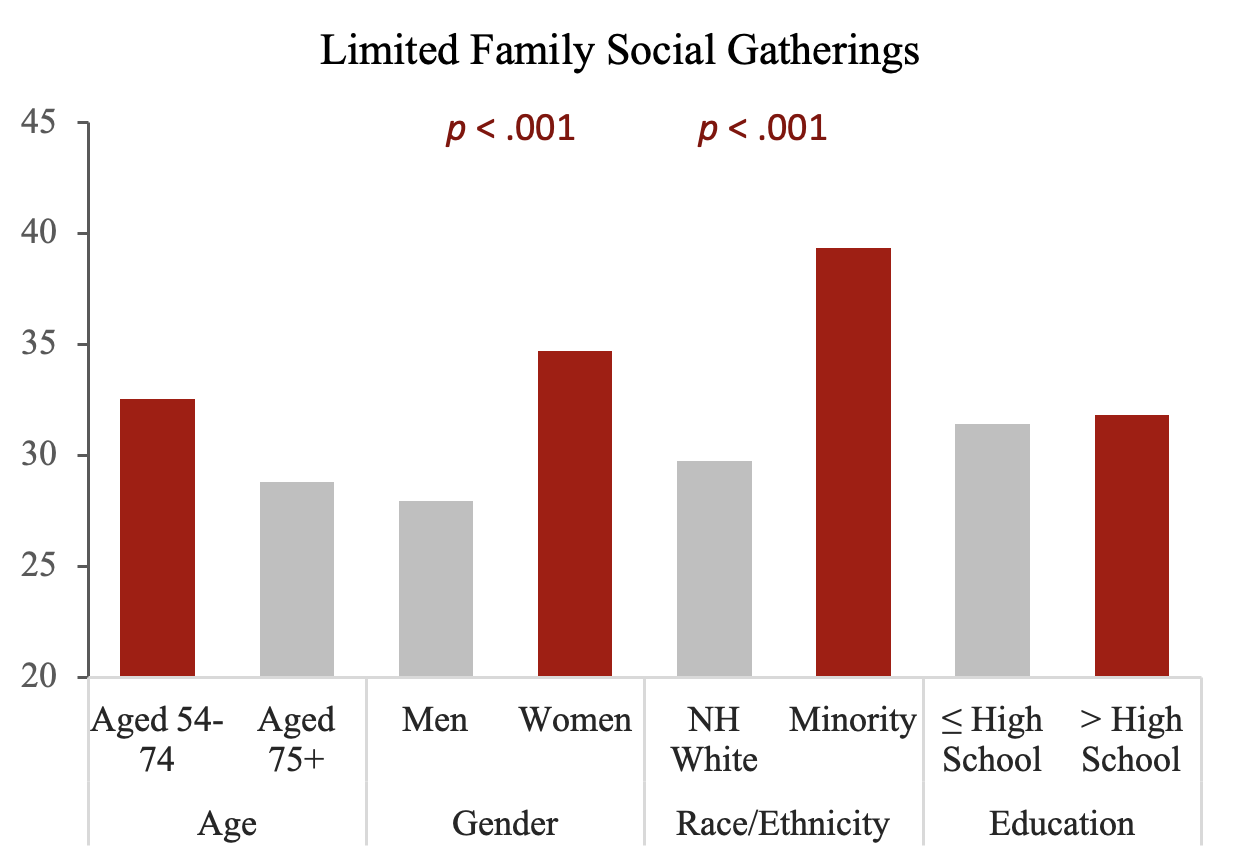 Limited Family Social Gatherings
p < .001 p < .001
45
40
35
30
25
20
Aged 54-74
Aged 75+
Men
Women
NH White
Minority
≤ High School
> High School
Age
Gender
Race/Ethnicity
Education